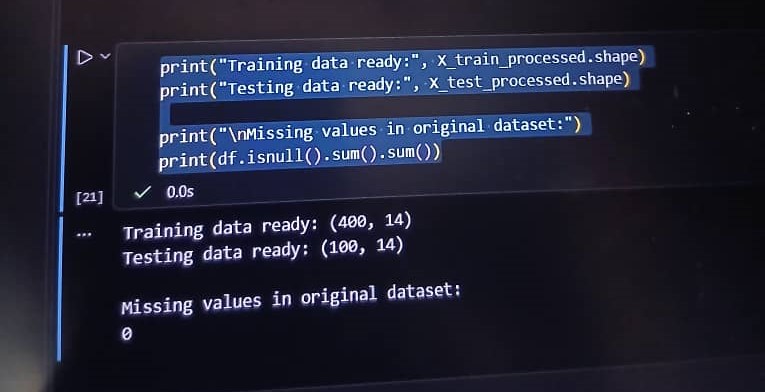 print("Training data ready:", X_train_processed.shape)
print("Testing data ready:", X_test_processed.shape)
print("\nMissing values in original dataset:")
print(df.isnull().sum().sum())
[21]
0.0s
...
Training data ready: (400, 14)
Testing data ready: (100, 14)
Missing values in original dataset:
0